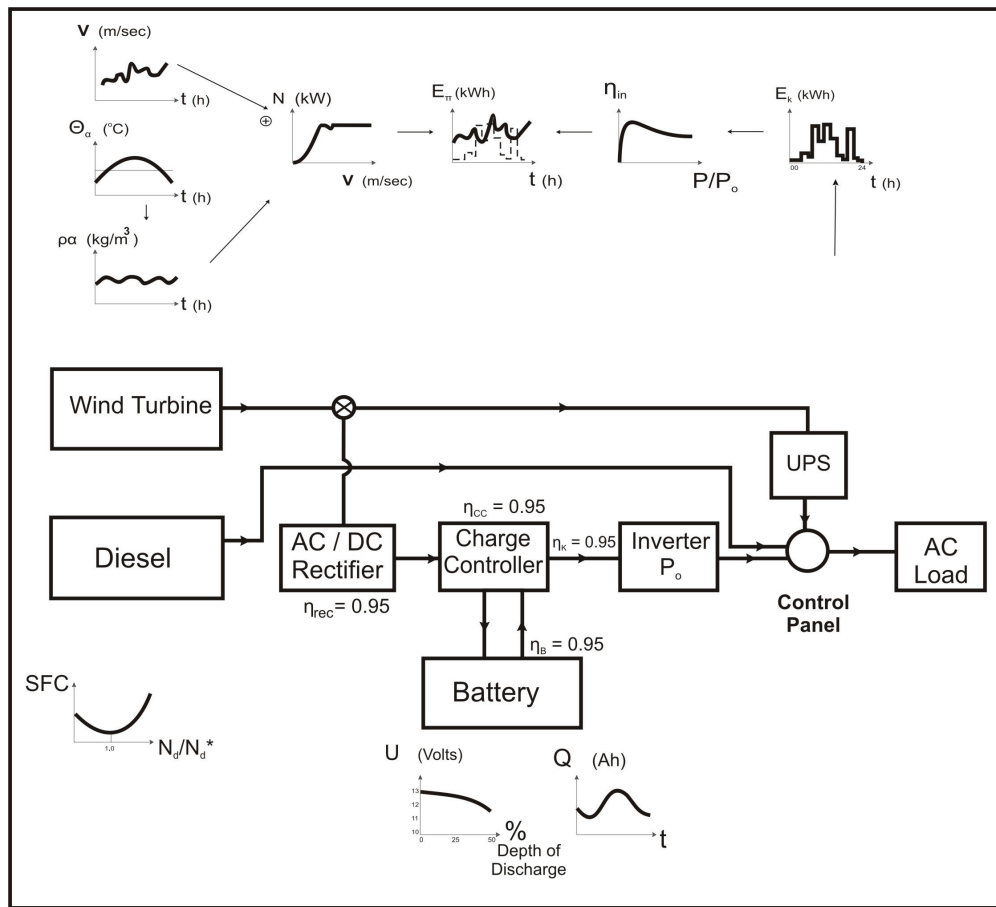 V (m/sec)
t (h)
Θα (°C)
t (h)
ρα (kg/m³)
t (h)
N (kW)
⊕
V (m/sec)
Eπ (kWh)
t (h)
ηin
P/Po
Ek (kWh)
00 24
t (h)
Wind Turbine
UPS
Diesel
AC / DC
Rectifier
ηrec = 0.95
ηCC = 0.95
Charge
Controller
ηK = 0.95
Inverter
Po
Control
Panel
AC
Load
ηB = 0.95
Battery
SFC
1,0
Nd/Nd*
U (Volts)
13
12
11
10
0 25 50
%
Depth of
Discharge
Q (Ah)
t